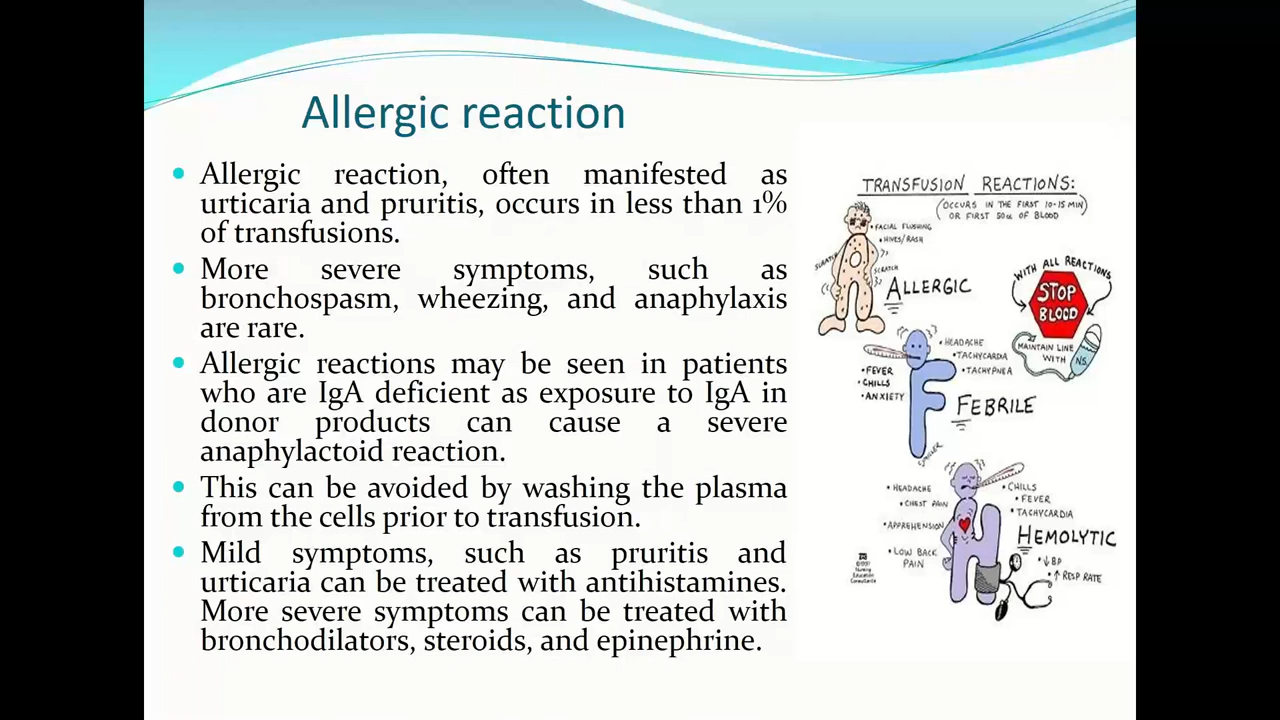 Allergic reaction
• Allergic reaction, often manifested as
urticaria and pruritis, occurs in less than 1%
of transfusions.
• More severe symptoms, such as
bronchospasm, wheezing, and anaphylaxis
are rare.
• Allergic reactions may be seen in patients
who are IgA deficient as exposure to IgA in
donor products can cause a severe
anaphylactoid reaction.
• This can be avoided by washing the plasma
from the cells prior to transfusion.
• Mild symptoms, such as pruritis and
urticaria can be treated with antihistamines.
More severe symptoms can be treated with
bronchodilators, steroids, and epinephrine.
TRANSFUSION REACTIONS:
(OCCURS IN THE FIRST 10-15 MIN)
OR FIRST 50cc OF BLOOD
• FACIAL FLUSHING
• HIVES/RASH
SCRATCH
SCRATCH
ALLERGIC
WITH ALL REACTIONS
STOP
BLOOD
MAINTAIN LINE
WITH
NS
• HEADACHE
• TACHYCARDIA
• TACHYPNEA
• FEVER
• CHILLS
• ANXIETY
FEBRILE
• HEADACHE
• CHEST PAIN
• APPREHENSION
• LOW BACK
PAIN
• CHILLS
• FEVER
• TACHYCARDIA
HEMOLYTIC
• ↓BP
• ↑ RESP RATE
Nursing
Education
Consultants